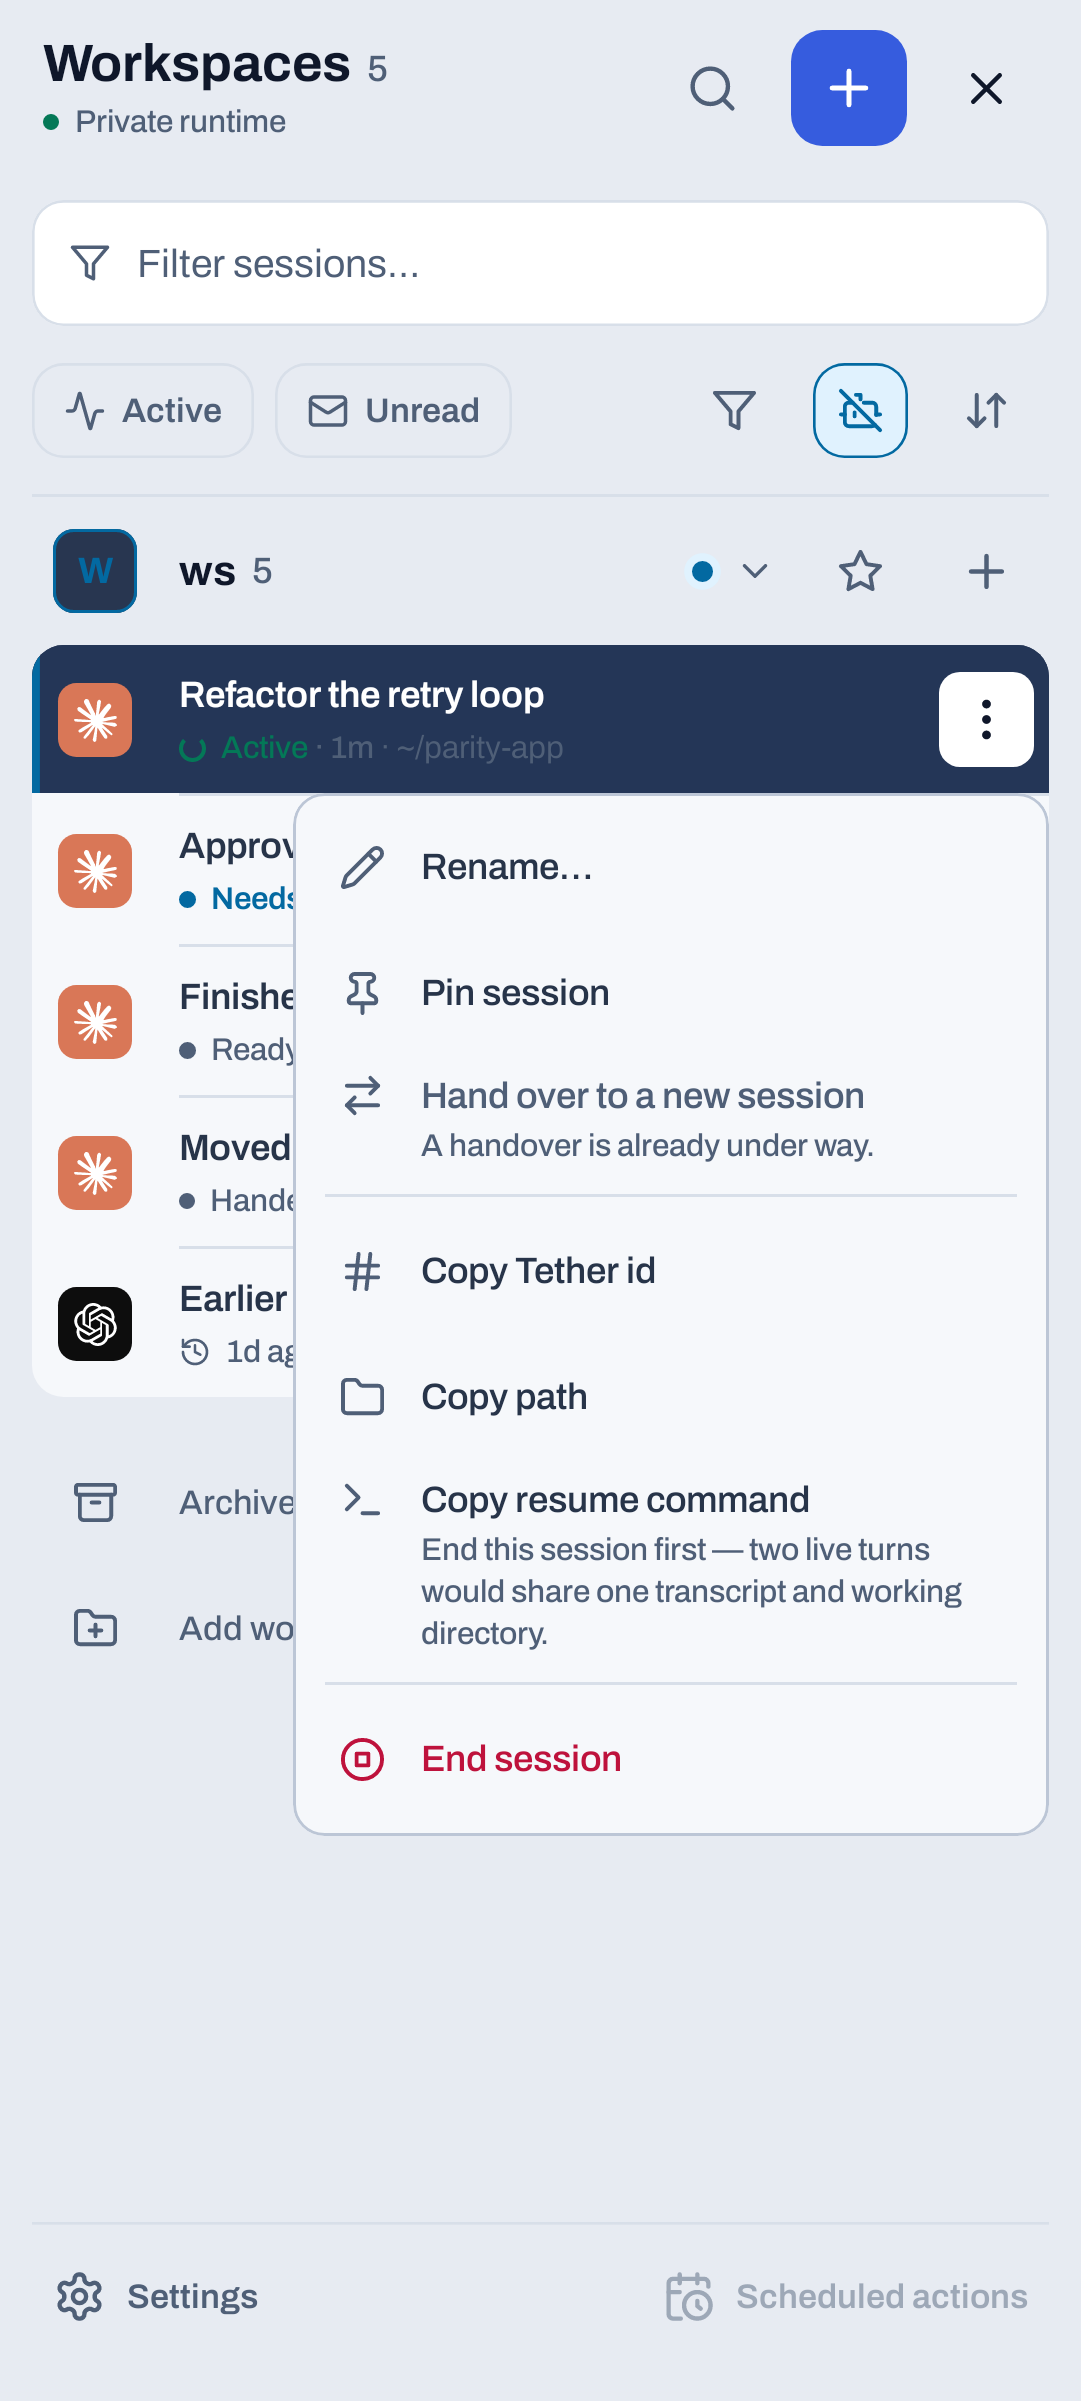 Workspaces 5
Private runtime
Filter sessions...
Active
Unread
W
ws 5
Refactor the retry loop
Active · 1m · ~/parity-app
Approv
Needs
Finishe
Ready
Moved
Hande
Earlier
1d ag
Archive
Add wo
Rename...
Pin session
Hand over to a new session
A handover is already under way.
Copy Tether id
Copy path
Copy resume command
End this session first — two live turns
would share one transcript and working
directory.
End session
Settings
Scheduled actions